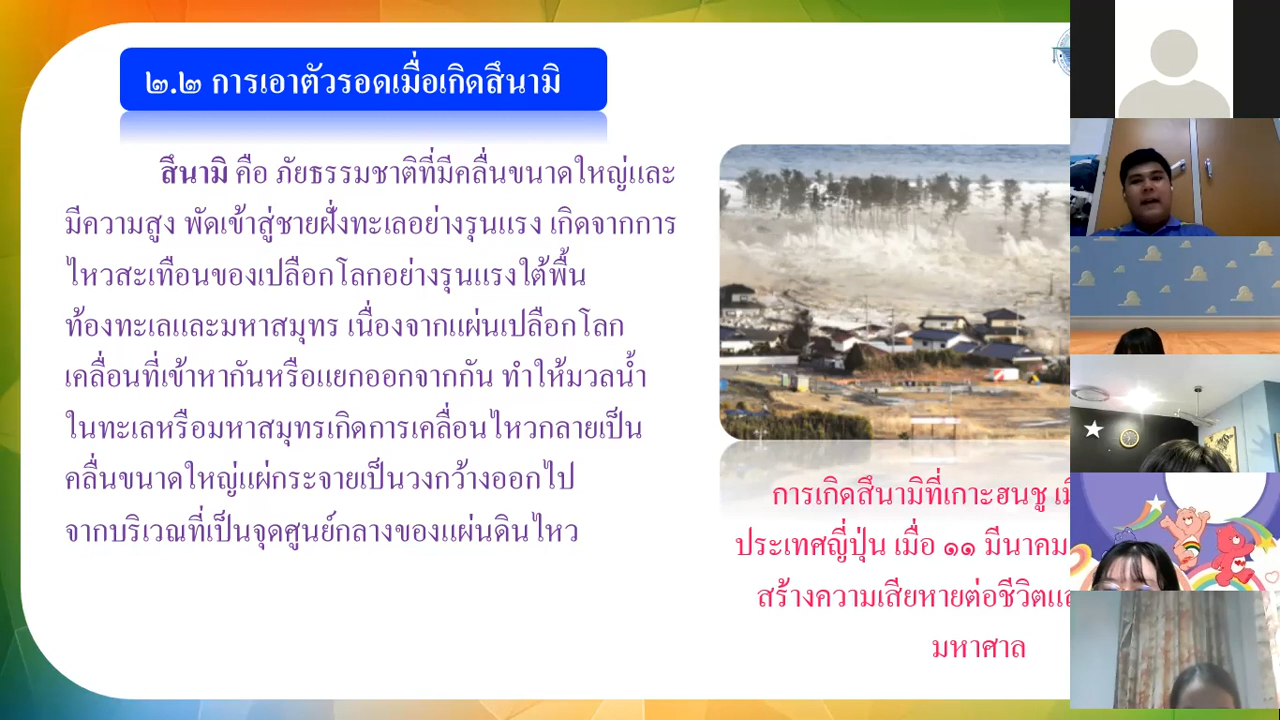 ๒.๒ การเอาตัวรอดเมื่อเกิดสึนามิ
สึนามิ คือ ภัยธรรมชาติที่มีคลื่นขนาดใหญ่และ
มีความสูง พัดเข้าสู่ชายฝั่งทะเลอย่างรุนแรง เกิดจากการ
ไหวสะเทือนของเปลือกโลกอย่างรุนแรงใต้พื้น
ท้องทะเลและมหาสมุทร เนื่องจากแผ่นเปลือกโลก
เคลื่อนที่เข้าหากันหรือแยกออกจากกัน ทำให้มวลน้ำ
ในทะเลหรือมหาสมุทรเกิดการเคลื่อนไหวกลายเป็น
คลื่นขนาดใหญ่แผ่กระจายเป็นวงกว้างออกไป
จากบริเวณที่เป็นจุดศูนย์กลางของแผ่นดินไหว
การเกิดสึนามิที่เกาะฮนชู
ประเทศญี่ปุ่น เมื่อ ๑๑ มีนาคม
สร้างความเสียหายต่อชีวิต
มหาศาล